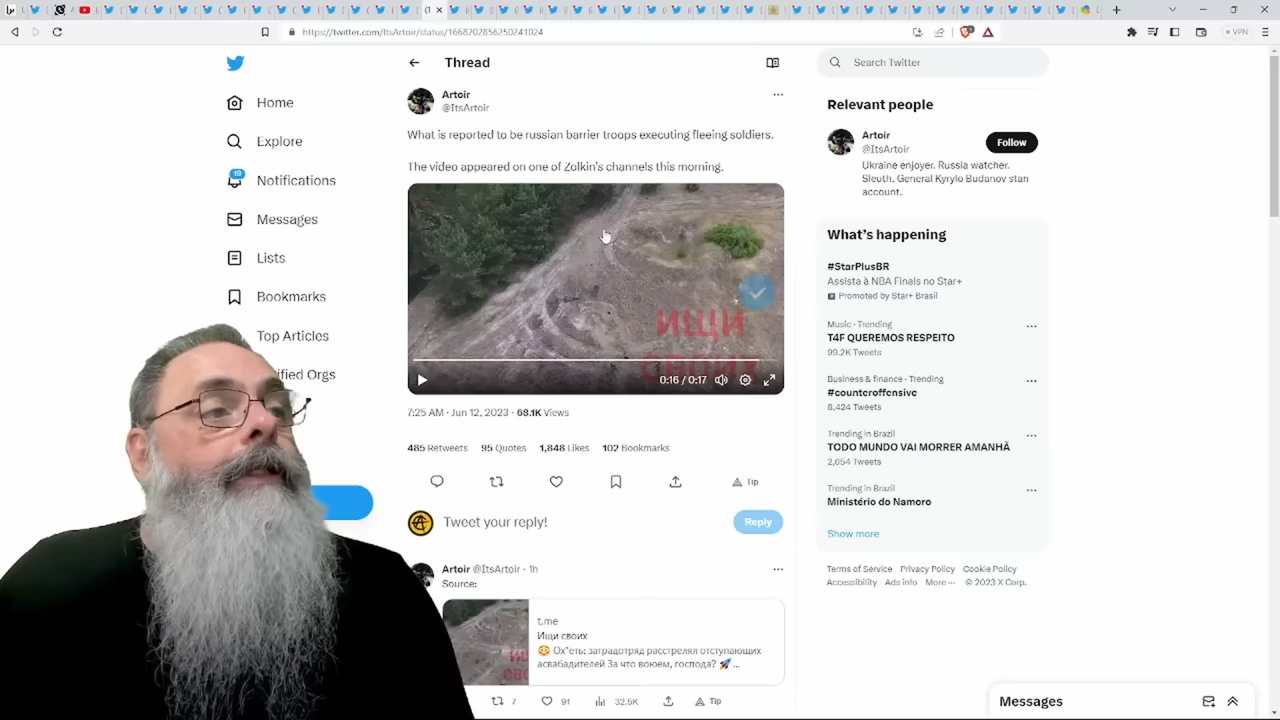 https://twitter.com/ItsArtoir/status/1668202856250241024
VPN
Home
Explore
19
Notifications
Messages
Lists
Bookmarks
Top Articles
ified Orgs
Thread
Artoir
@ItsArtoir
What is reported to be russian barrier troops executing fleeing soldiers.
The video appeared on one of Zolkin's channels this morning.
ИЩИ
СВОИХ
0:16 / 0:17
7:25 AM · Jun 12, 2023 · 68.1K Views
485 Retweets 95 Quotes 1,848 Likes 102 Bookmarks
Tip
Tweet your reply!
Reply
Artoir @ItsArtoir · 1h
Source:
t.me
Ищи своих
Ох*еть: заградотряд расстрелял отступающих
асвабадителей За что воюем, господа? 🚀 ...
7 91 32.5K Tip
Search Twitter
Relevant people
Artoir
@ItsArtoir
Follow
Ukraine enjoyer. Russia watcher.
Sleuth. General Kyrylo Budanov stan
account.
What's happening
#StarPlusBR
Assista à NBA Finals no Star+
Promoted by Star+ Brasil
Music · Trending
T4F QUEREMOS RESPEITO
99.2K Tweets
Business & finance · Trending
#counteroffensive
8,424 Tweets
Trending in Brazil
TODO MUNDO VAI MORRER AMANHÃ
2,654 Tweets
Trending in Brazil
Ministério do Namoro
Show more
Terms of Service Privacy Policy Cookie Policy
Accessibility Ads info More ··· © 2023 X Corp.
Messages